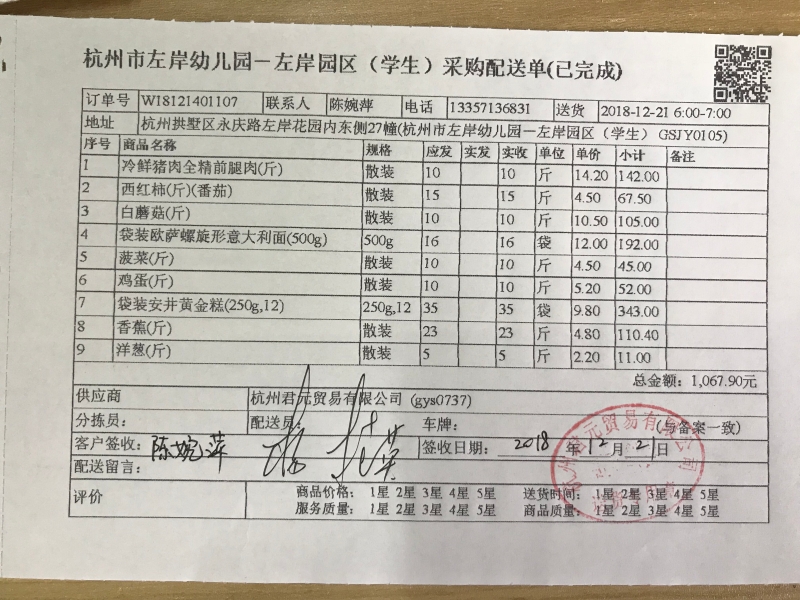 杭州市左岸幼儿园－左岸园区（学生）采购配送单(已完成)
订单号 WI8121401107 联系人 陈婉萍 电话 13357136831 送货 2018-12-21 6:00-7:00
地址 杭州拱墅区永庆路左岸花园内东侧27幢(杭州市左岸幼儿园－左岸园区（学生）(GSJY0105)
序号 商品名称 规格 应发 实发 实收 单位 单价 小计 备注
1 冷鲜猪肉全精前腿肉(斤) 散装 10 10 斤 14.20 142.00
2 西红柿(斤)(番茄) 散装 15 15 斤 4.50 67.50
3 白蘑菇(斤) 散装 10 10 斤 10.50 105.00
4 袋装欧萨螺旋形意大利面(500g) 500g 16 16 袋 12.00 192.00
5 菠菜(斤) 散装 10 10 斤 4.50 45.00
6 鸡蛋(斤) 散装 10 10 斤 5.20 52.00
7 袋装安井黄金糕(250g,12) 250g,12 35 35 袋 9.80 343.00
8 香蕉(斤) 散装 23 23 斤 4.80 110.40
9 洋葱(斤) 散装 5 5 斤 2.20 11.00
总金额：1,067.90元
供应商 杭州君元贸易有限公司 (gys0737)
分拣员： 配送员： 车牌： (与备案一致)
客户签收：陈婉萍 签收日期： 2018 年 12 月 21 日
配送留言：
评价 商品价格： 1星 2星 3星 4星 5星 送货时间： 1星 2星 3星 4星 5星
服务质量： 1星 2星 3星 4星 5星 商品质量： 1星 2星 3星 4星 5星